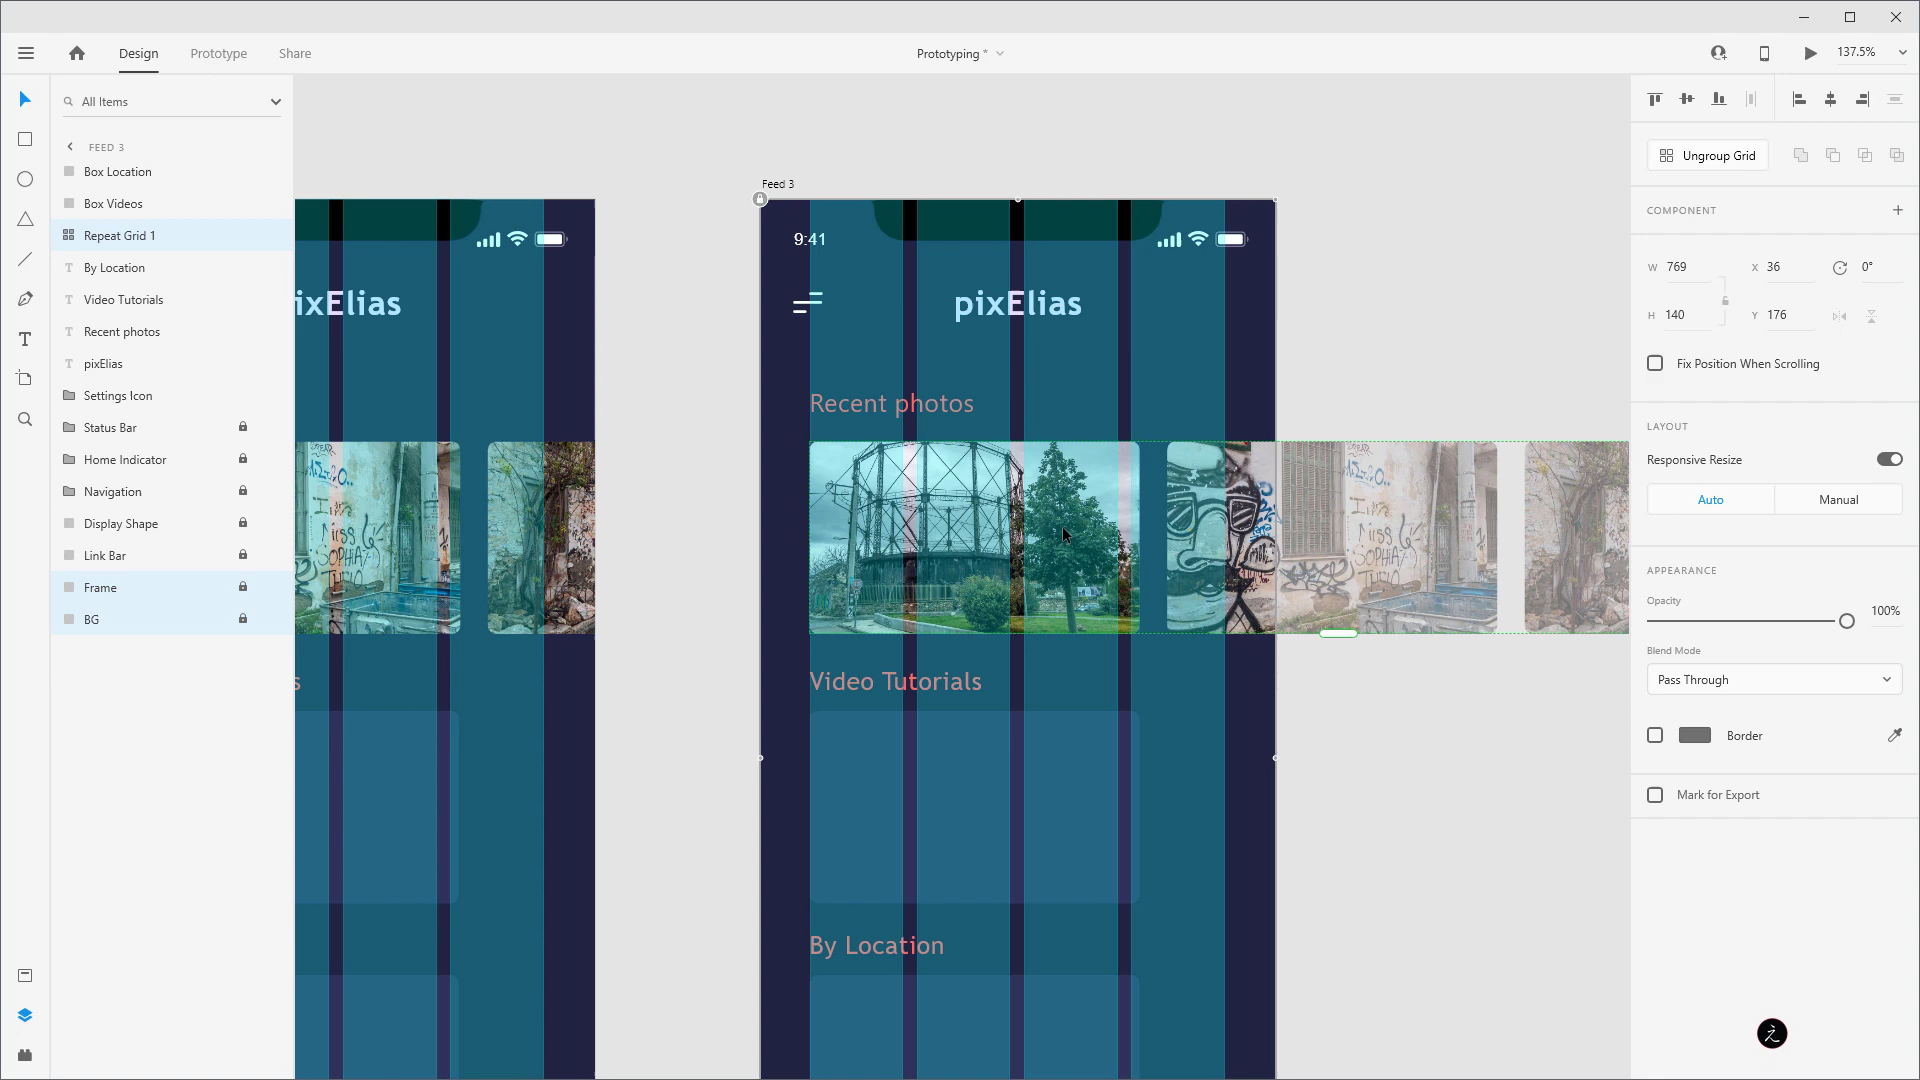 Design
Prototype
Share
Prototyping *
137.5%
All Items
FEED 3
Box Location
Box Videos
Repeat Grid 1
By Location
Video Tutorials
Recent photos
pixElias
Settings Icon
Status Bar
Home Indicator
Navigation
Display Shape
Link Bar
Frame
BG
ixElias
s
Feed 3
9:41
pixElias
Recent photos
Video Tutorials
By Location
Ungroup Grid
COMPONENT
W 769
X 36
0°
H 140
Y 176
Fix Position When Scrolling
LAYOUT
Responsive Resize
Auto
Manual
APPEARANCE
Opacity
100%
Blend Mode
Pass Through
Border
Mark for Export